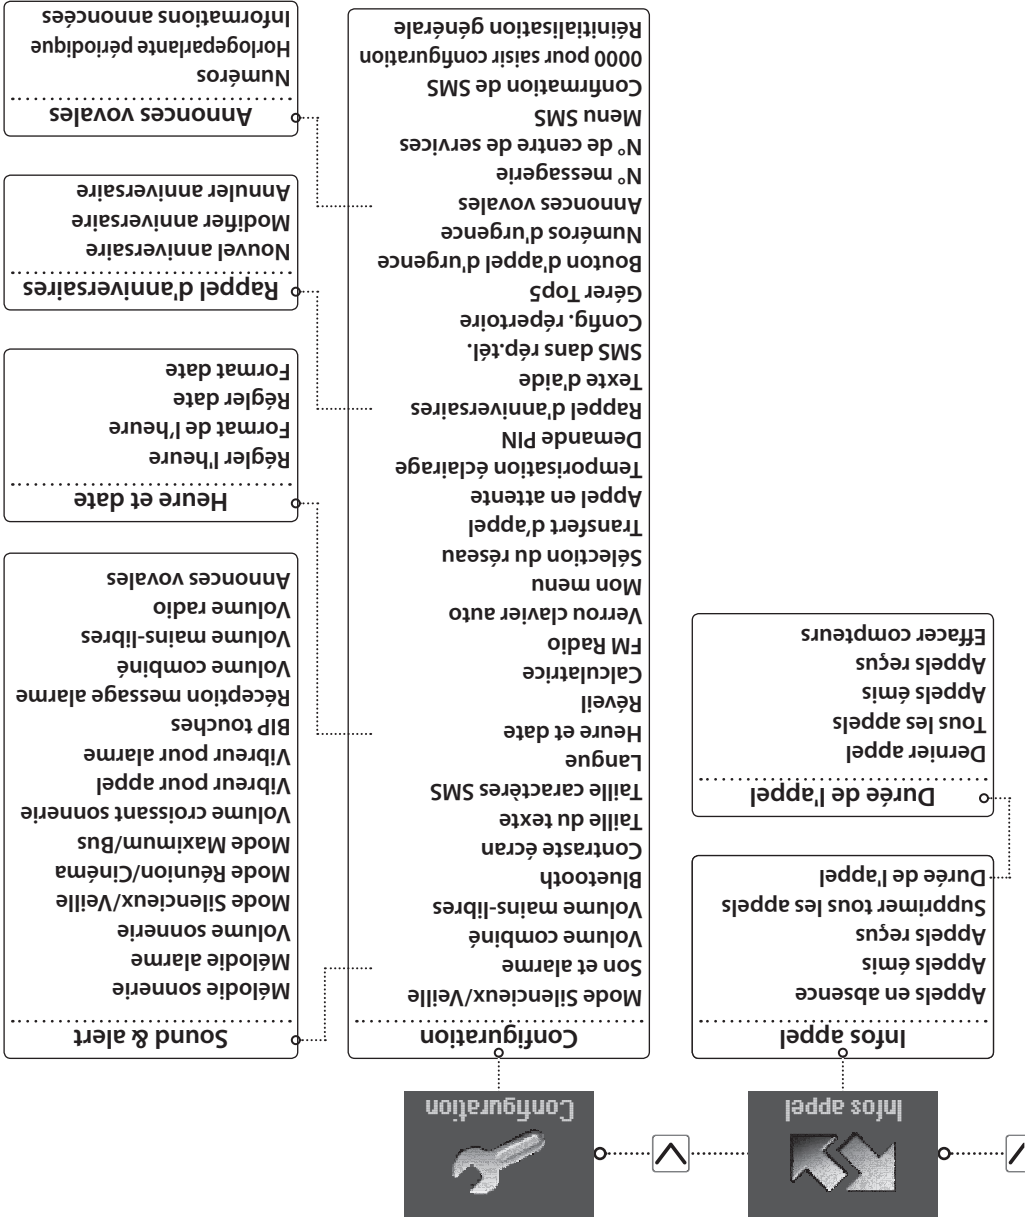 Infos appel
Configuration
Infos appel
Appels en absence
Appels émis
Appels reçus
Supprimer tous les appels
Durée de l'appel
Durée de l'appel
Dernier appel
Tous les appels
Appels émis
Appels reçus
Effacer compteurs
Configuration
Mode Silencieux/Veille
Son et alarme
Volume combiné
Volume mains-libres
Bluetooth
Contraste écran
Taille du texte
Taille caractères SMS
Langue
Heure et date
Réveil
Calculatrice
FM Radio
Verrou clavier auto
Mon menu
Sélection du réseau
Transfert d'appel
Appel en attente
Temporisation éclairage
Demande PIN
Rappel d'anniversaires
Texte d'aide
SMS dans rép.tél.
Config. répertoire
Gérer Top5
Bouton d'appel d'urgence
Numéros d'urgence
Annonces vovales
N° messagerie
N° de centre de services
Menu SMS
Confirmation de SMS
0000 pour saisir configuration
Réinitialisation générale
Sound & alert
Mélodie sonnerie
Mélodie alarme
Volume sonnerie
Mode Silencieux/Veille
Mode Réunion/Cinéma
Mode Maximum/Bus
Volume croissant sonnerie
Vibreur pour appel
Vibreur pour alarme
BIP touches
Réception message alarme
Volume combiné
Volume mains-libres
Volume radio
Annonces vovales
Heure et date
Régler l'heure
Format de l'heure
Régler date
Format date
Rappel d'anniversaires
Nouvel anniversaire
Modifier anniversaire
Annuler anniversaire
Annonces vovales
Numéros
Horlogeparlante périodique
Informations annoncées